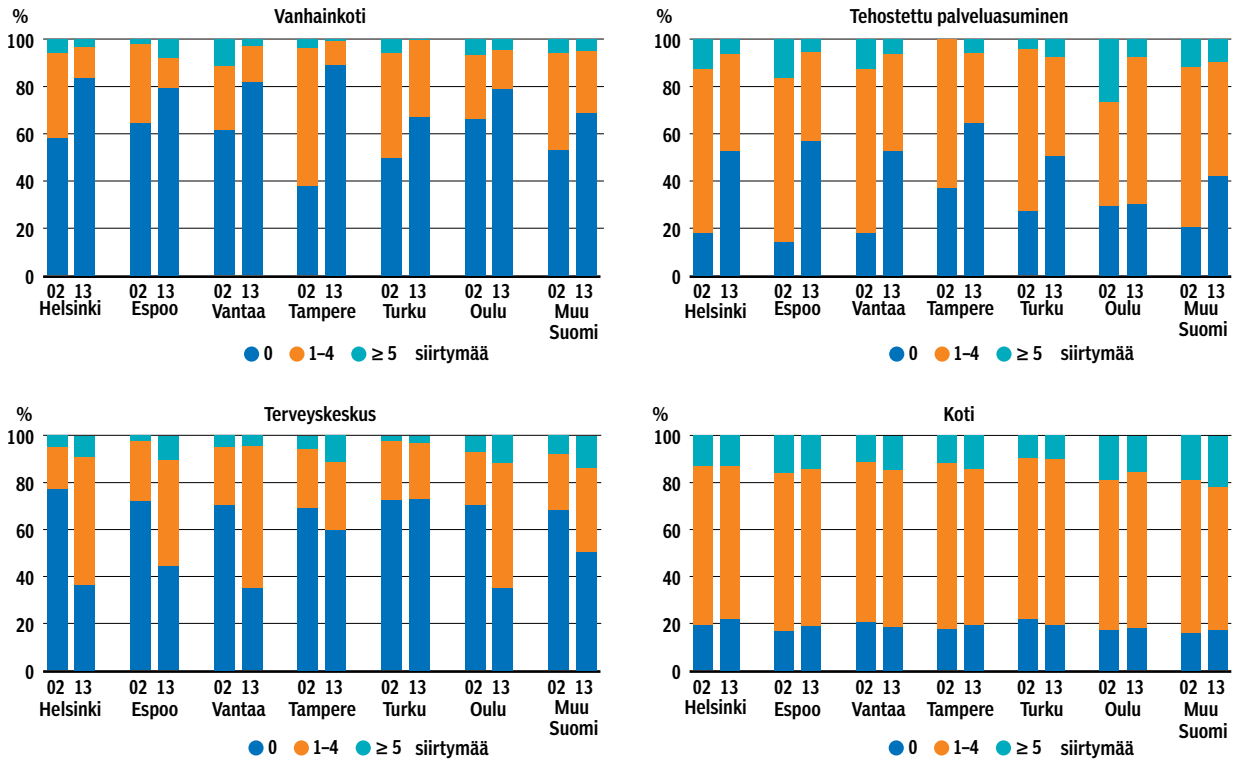 % Vanhainkoti
100
80
60
40
20
0
02 13 02 13 02 13 02 13 02 13 02 13 02 13
Helsinki Espoo Vantaa Tampere Turku Oulu Muu
Suomi
0 1–4 ≥ 5 siirtymää
% Tehostettu palveluasuminen
100
80
60
40
20
0
02 13 02 13 02 13 02 13 02 13 02 13 02 13
Helsinki Espoo Vantaa Tampere Turku Oulu Muu
Suomi
0 1–4 ≥ 5 siirtymää
% Terveyskeskus
100
80
60
40
20
0
02 13 02 13 02 13 02 13 02 13 02 13 02 13
Helsinki Espoo Vantaa Tampere Turku Oulu Muu
Suomi
0 1–4 ≥ 5 siirtymää
% Koti
100
80
60
40
20
0
02 13 02 13 02 13 02 13 02 13 02 13 02 13
Helsinki Espoo Vantaa Tampere Turku Oulu Muu
Suomi
0 1–4 ≥ 5 siirtymää